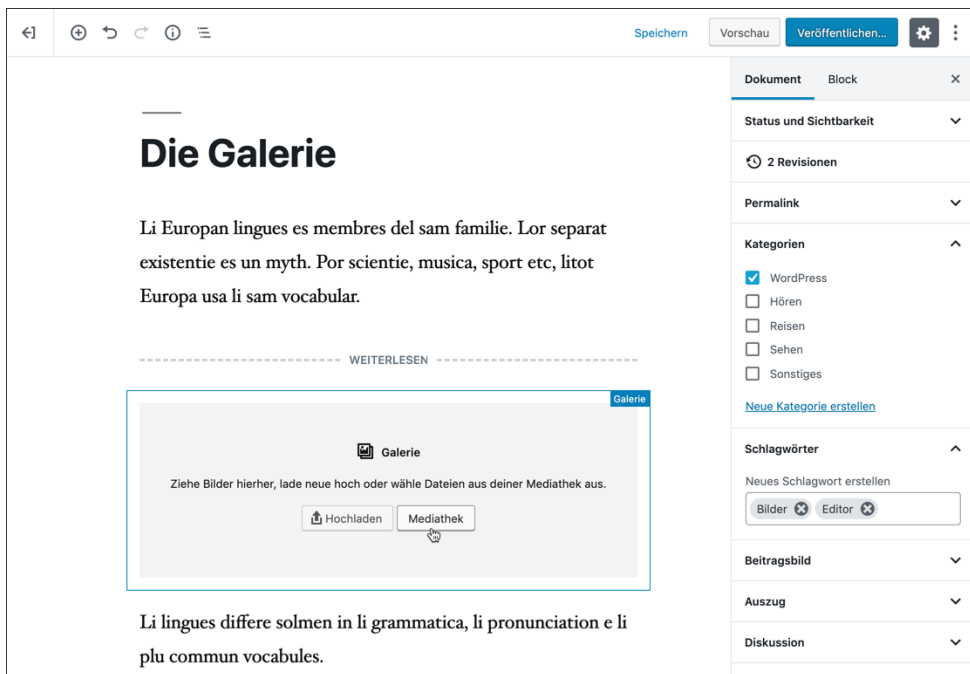 Speichern
Vorschau
Veröffentlichen...
Die Galerie
Li Europan lingues es membres del sam familie. Lor separat
existentie es un myth. Por scientie, musica, sport etc, litot
Europa usa li sam vocabular.
WEITERLESEN
Galerie
Galerie
Ziehe Bilder hierher, lade neue hoch oder wähle Dateien aus deiner Mediathek aus.
Hochladen
Mediathek
Li lingues differe solmen in li grammatica, li pronunciation e li
plu commun vocabules.
Dokument
Block
Status und Sichtbarkeit
2 Revisionen
Permalink
Kategorien
WordPress
Hören
Reisen
Sehen
Sonstiges
Neue Kategorie erstellen
Schlagwörter
Neues Schlagwort erstellen
Bilder
Editor
Beitragsbild
Auszug
Diskussion